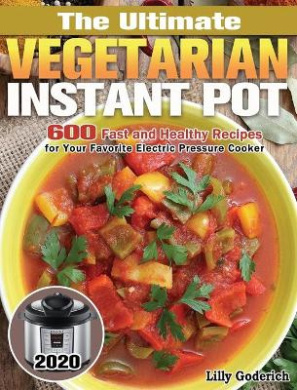 The Ultimate
VEGETARIAN
INSTANT POT
600 Fast and Healthy Recipes
for Your Favorite Electric Pressure Cooker
2020
Lilly Goderich